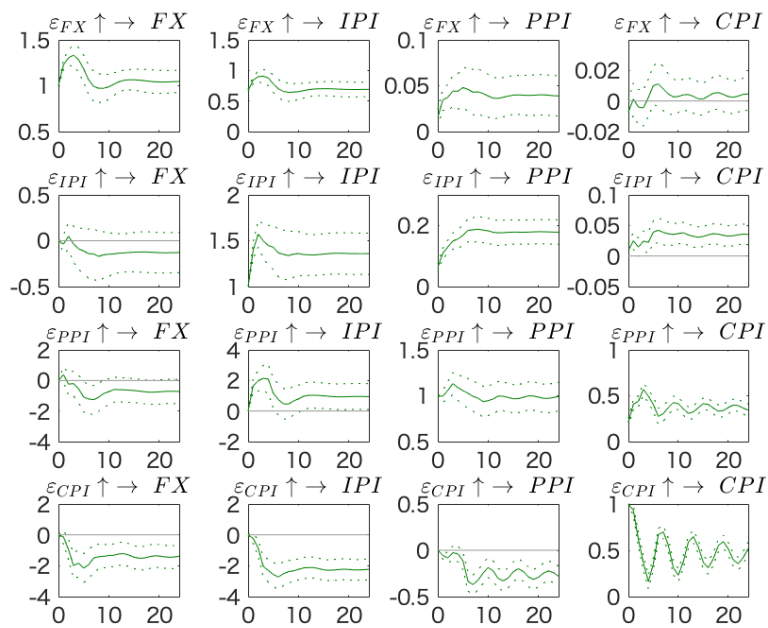 ε_FX ↑→ FX ε_FX ↑→ IPI ε_FX ↑→ PPI ε_FX ↑→ CPI
1.5 1.5 0.1 0.02
1 1 0.05 0
0.5 0.5 0 -0.02
0
0 10 20 0 10 20 0 10 20 0 10 20
ε_IPI ↑→ FX ε_IPI ↑→ IPI ε_IPI ↑→ PPI ε_IPI ↑→ CPI
0.5 2 0.2 0.1
0 1.5 0 0.05
-0.5 1 0
-0.05
0 10 20 0 10 20 0 10 20 0 10 20
ε_PPI ↑→ FX ε_PPI ↑→ IPI ε_PPI ↑→ PPI ε_PPI ↑→ CPI
2 4 1.5 1
0 2 1 0.5
-2 0 0.5 0
-4 -2
0 10 20 0 10 20 0 10 20 0 10 20
ε_CPI ↑→ FX ε_CPI ↑→ IPI ε_CPI ↑→ PPI ε_CPI ↑→ CPI
2 2 0 1
0 0 -0.5 0.5
-2 -2 0
-4 -4
0 10 20 0 10 20 0 10 20 0 10 20